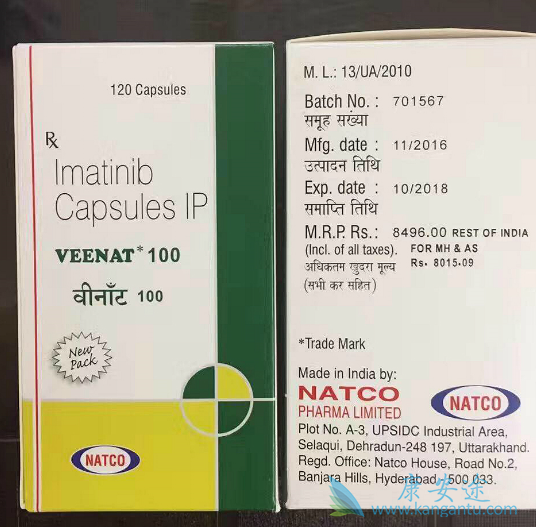 120 Capsules
Rx
Imatinib
Capsules IP
VEENAT* 100
वीनाँट 100
New
Pack
NATCO
M. L.: 13/UA/2010
Batch No. : 701567
समूह सख्या
Mfg. date : 11/2016
उत्पादन तिथि
Exp. date : 10/2018
समाप्ति तिथि
M.R.P. Rs.: 8496.00 REST OF INDIA
(Incl. of all taxes). FOR MH & AS
अधिकतम खुदरा मूल्य Rs. 8015.09
(सभी कर सहित)
*Trade Mark
Made in India by:
NATCO
PHARMA LIMITED
NATCO
Plot No. A-3, UPSIDC Industrial Area,
Selaqui, Dehradun-248 197, Uttarakhand.
Regd. Office: Natco House, Road No.2,
Banjara Hills, Hyderabad - 500 033.
康安途
www.kangantu.com